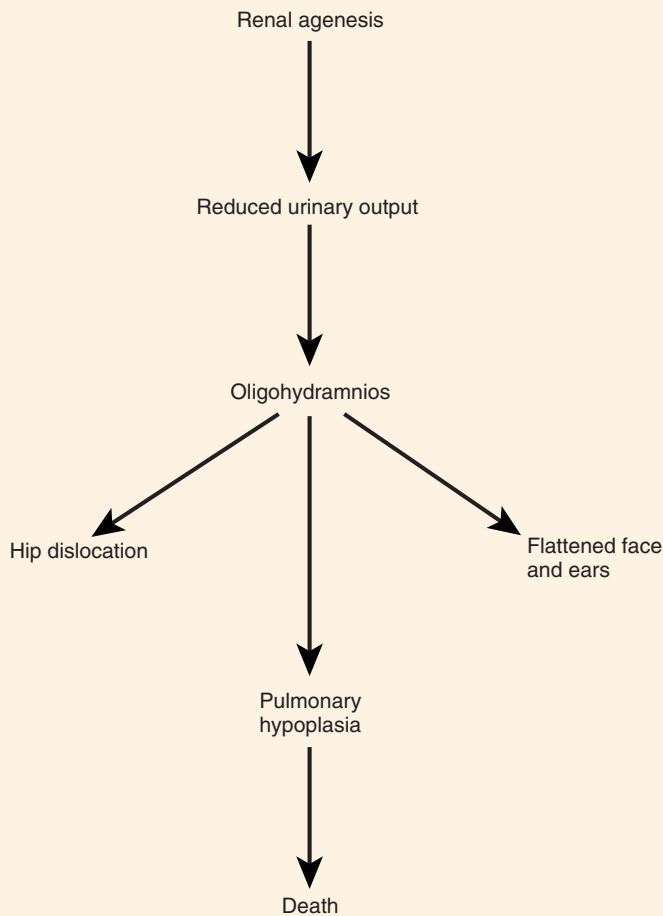 Renal agenesis
Reduced urinary output
Oligohydramnios
Hip dislocation
Flattened face
and ears
Pulmonary
hypoplasia
Death